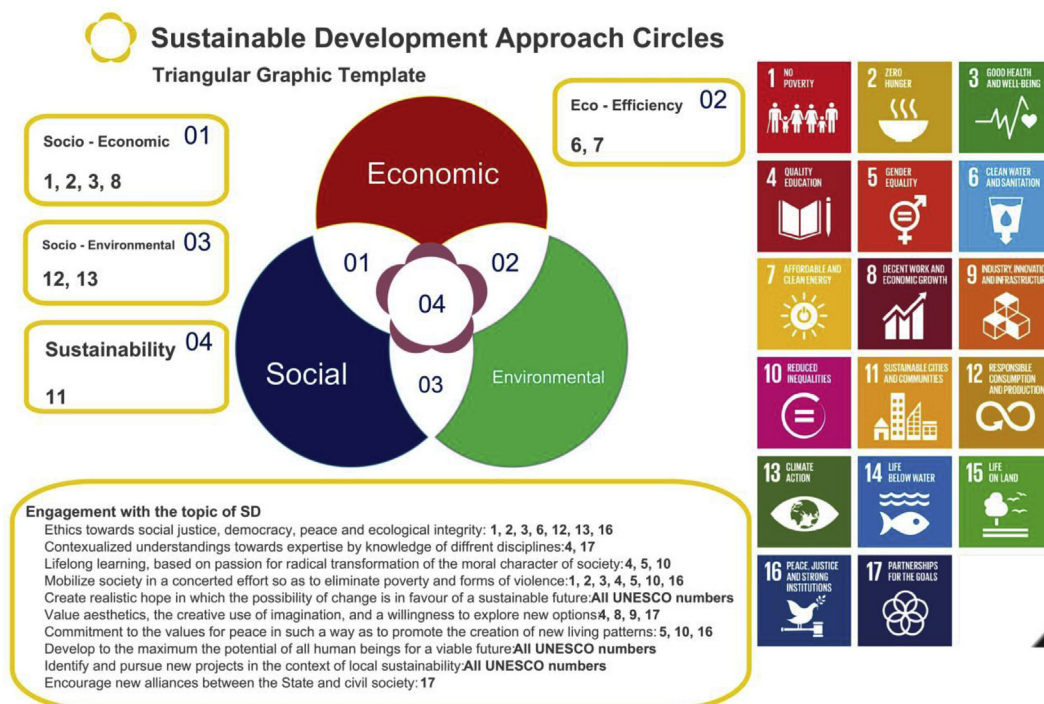 Sustainable Development Approach Circles
Triangular Graphic Template
Socio - Economic 01
1, 2, 3, 8
Eco - Efficiency 02
6, 7
Socio - Environmental 03
12, 13
Sustainability 04
11
Economic
01
02
04
Social
Environmental
03
1 NO
POVERTY
2 ZERO
HUNGER
3 GOOD HEALTH
AND WELL-BEING
4 QUALITY
EDUCATION
5 GENDER
EQUALITY
6 CLEAN WATER
AND SANITATION
7 AFFORDABLE AND
CLEAN ENERGY
8 DECENT WORK AND
ECONOMIC GROWTH
9 INDUSTRY, INNOVATIO
AND INFRASTRUCTUR
10 REDUCED
INEQUALITIES
11 SUSTAINABLE CITIES
AND COMMUNITIES
12 RESPONSIBLE
CONSUMPTION
AND PRODUCTION
13 CLIMATE
ACTION
14 LIFE
BELOW WATER
15 LIFE
ON LAND
16 PEACE, JUSTICE
AND STRONG
INSTITUTIONS
17 PARTNERSHIPS
FOR THE GOALS
Engagement with the topic of SD
Ethics towards social justice, democracy, peace and ecological integrity: 1, 2, 3, 6, 12, 13, 16
Contexualized understandings towards expertise by knowledge of diffrent disciplines:4, 17
Lifelong learning, based on passion for radical transformation of the moral character of society:4, 5, 10
Mobilize society in a concerted effort so as to eliminate poverty and forms of violence:1, 2, 3, 4, 5, 10, 16
Create realistic hope in which the possibility of change is in favour of a sustainable future:All UNESCO numbers
Value aesthetics, the creative use of imagination, and a willingness to explore new options:4, 8, 9, 17
Commitment to the values for peace in such a way as to promote the creation of new living patterns: 5, 10, 16
Develop to the maximum the potential of all human beings for a viable future:All UNESCO numbers
Identify and pursue new projects in the context of local sustainability:All UNESCO numbers
Encourage new alliances between the State and civil society: 17